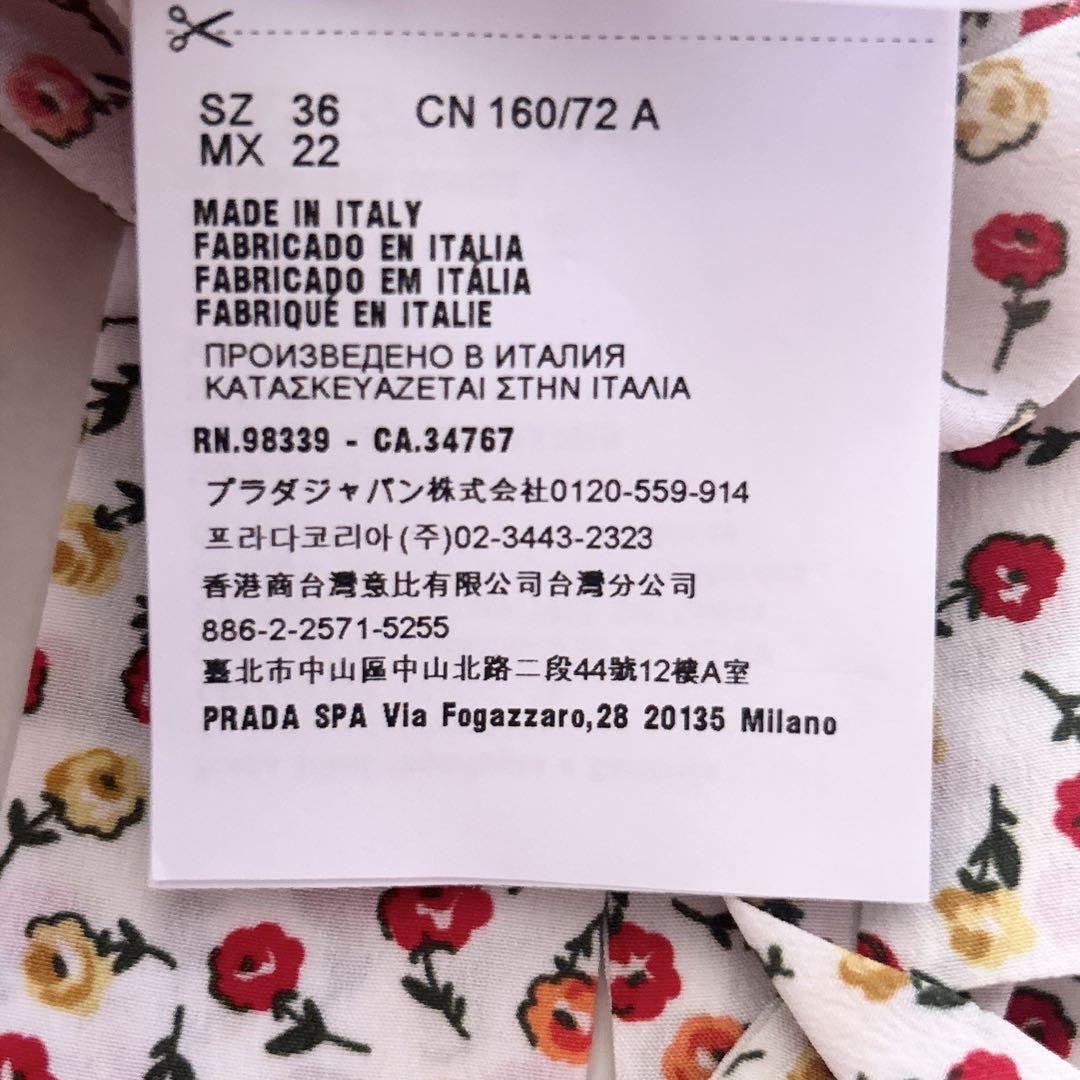 SZ 36 CN 160/72 A
MX 22
MADE IN ITALY
FABRICADO EN ITALIA
FABRICADO EM ITÁLIA
FABRIQUÉ EN ITALIE
ПРОИЗВЕДЕНО В ИТАЛИЯ
ΚΑΤΑΣΚΕΥΑΖΕΤΑΙ ΣΤΗΝ ΙΤΑΛΙΑ
RN.98339 - CA.34767
プラダジャパン株式会社0120-559-914
프라다코리아(주)02-3443-2323
香港商台灣意比有限公司台灣分公司
886-2-2571-5255
臺北市中山區中山北路二段44號12樓A室
PRADA SPA Via Fogazzaro,28 20135 Milano